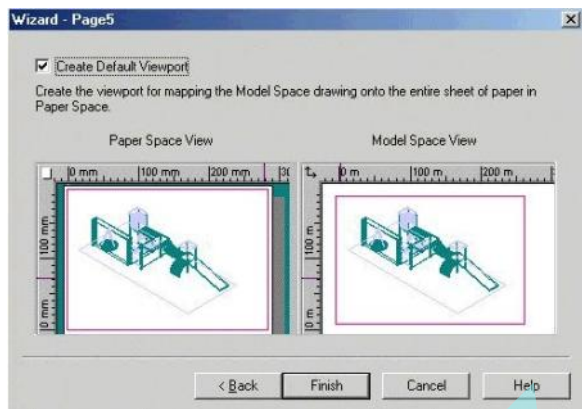 Wizard - Page5
Create Default Viewport
Create the viewport for mapping the Model Space drawing onto the entire sheet of paper in
Paper Space.
Paper Space View
Model Space View
0 mm 100 mm 200 mm
0 m 100 m 200 m
100 mm
0 mm
100 m
0 m
< Back Finish Cancel Help